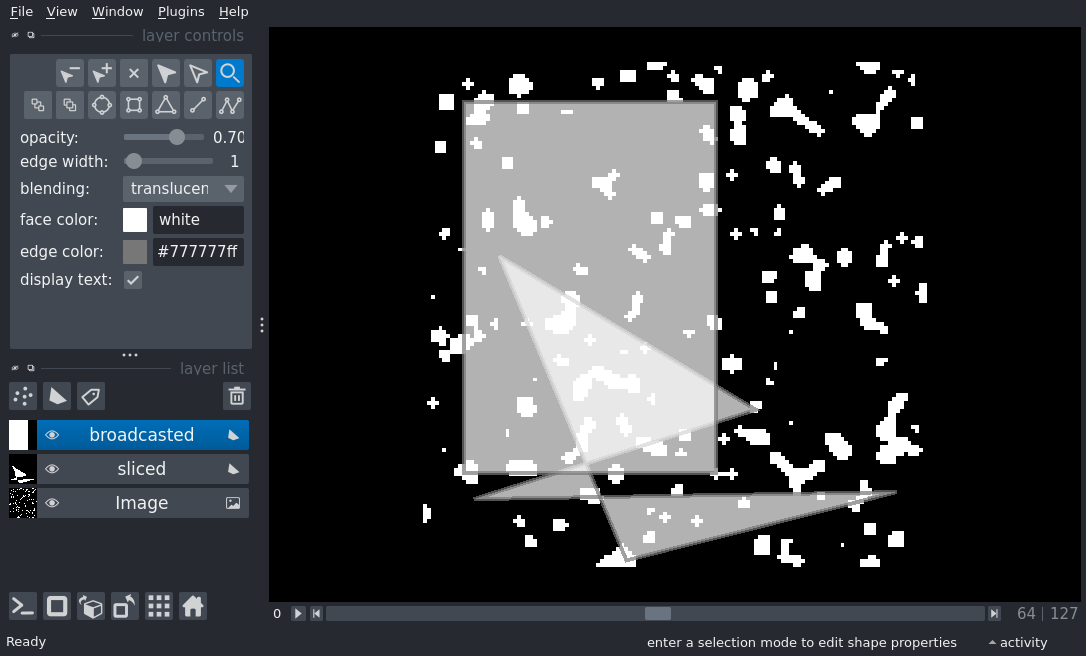 File View Window Plugins Help
layer controls
opacity: 0.70
edge width: 1
blending: translucen
face color: white
edge color: #777777ff
display text:
layer list
broadcasted
sliced
Image
0 64 | 127
Ready enter a selection mode to edit shape properties activity